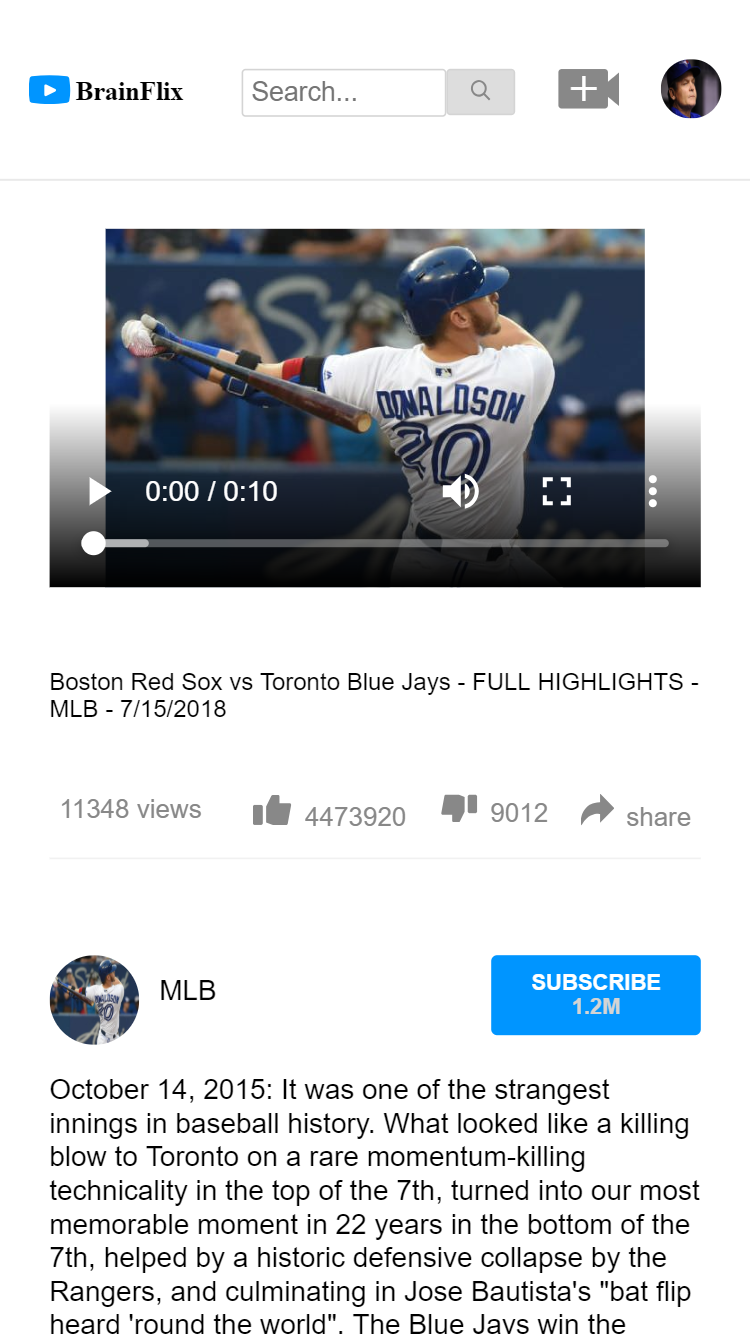 BrainFlix
Search...
DONALDSON
20
0:00 / 0:10
Boston Red Sox vs Toronto Blue Jays - FULL HIGHLIGHTS -
MLB - 7/15/2018
11348 views
4473920
9012
share
MLB
SUBSCRIBE
1.2M
October 14, 2015: It was one of the strangest
innings in baseball history. What looked like a killing
blow to Toronto on a rare momentum-killing
technicality in the top of the 7th, turned into our most
memorable moment in 22 years in the bottom of the
7th, helped by a historic defensive collapse by the
Rangers, and culminating in Jose Bautista's "bat flip
heard 'round the world". The Blue Jays win the